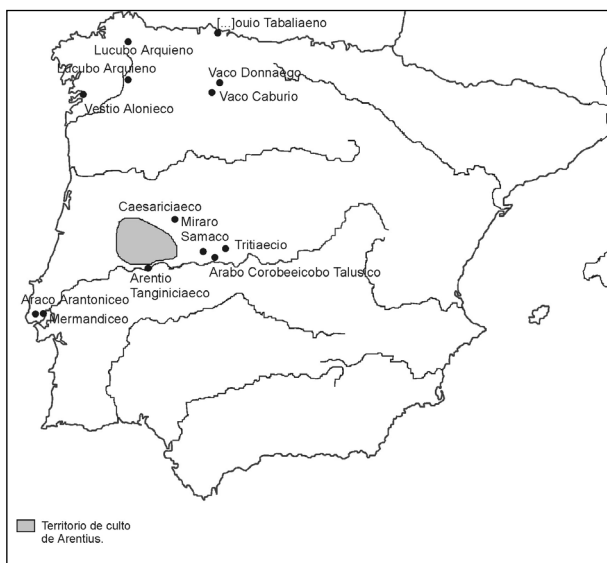 [...]ouio Tabaliaeno
Lucubo Arquieno
Lucubo Arquieno
Vaco Donnaego
Vaco Caburio
Vestio Alonieco
Caesariciaeco
Miraro
Samaco
Tritiaecio
Arabo Corobeeicobo Talusico
Arentio
Tanginiciaeco
Araco Arantoniceo
Mermandiceo
Territorio de culto
de Arentius.